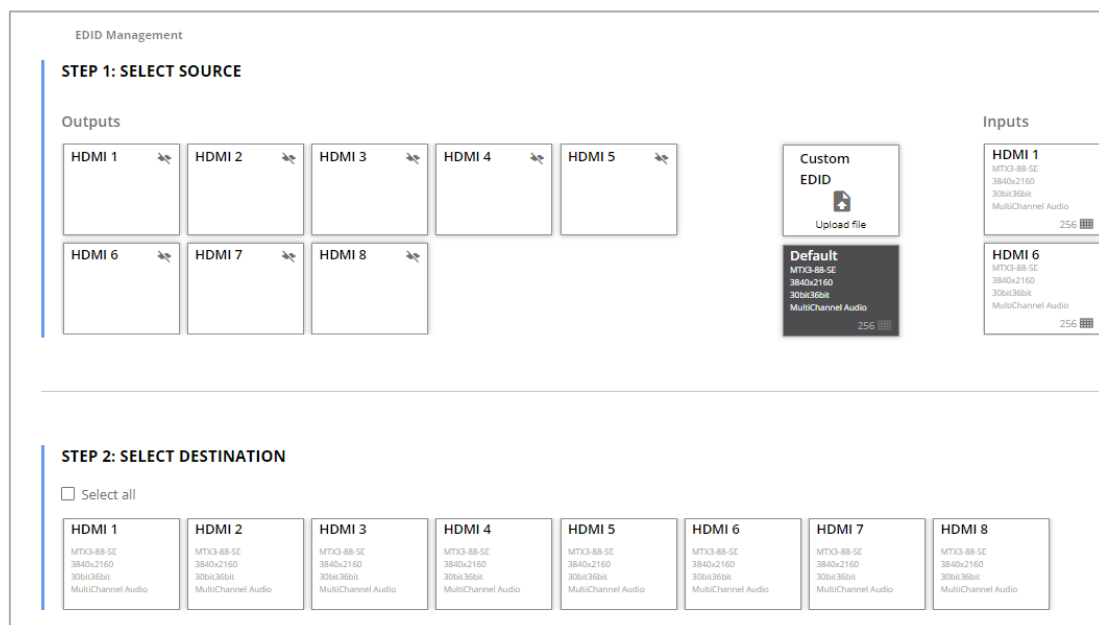 EDID Management
STEP 1: SELECT SOURCE
Outputs
Inputs
HDMI 1
HDMI 2
HDMI 3
HDMI 4
HDMI 5
Custom
EDID
Upload file
HDMI 1
MTX3-88-SE
3840x2160
30bit36bit
MultiChannel Audio
256
HDMI 6
HDMI 7
HDMI 8
Default
MTX3-88-SE
3840x2160
30bit36bit
MultiChannel Audio
256
HDMI 6
MTX3-88-SE
3840x2160
30bit36bit
MultiChannel Audio
256
STEP 2: SELECT DESTINATION
Select all
HDMI 1
MTX3-88-SE
3840x2160
30bit36bit
MultiChannel Audio
HDMI 2
MTX3-88-SE
3840x2160
30bit36bit
MultiChannel Audio
HDMI 3
MTX3-88-SE
3840x2160
30bit36bit
MultiChannel Audio
HDMI 4
MTX3-88-SE
3840x2160
30bit36bit
MultiChannel Audio
HDMI 5
MTX3-88-SE
3840x2160
30bit36bit
MultiChannel Audio
HDMI 6
MTX3-88-SE
3840x2160
30bit36bit
MultiChannel Audio
HDMI 7
MTX3-88-SE
3840x2160
30bit36bit
MultiChannel Audio
HDMI 8
MTX3-88-SE
3840x2160
30bit36bit
MultiChannel Audio